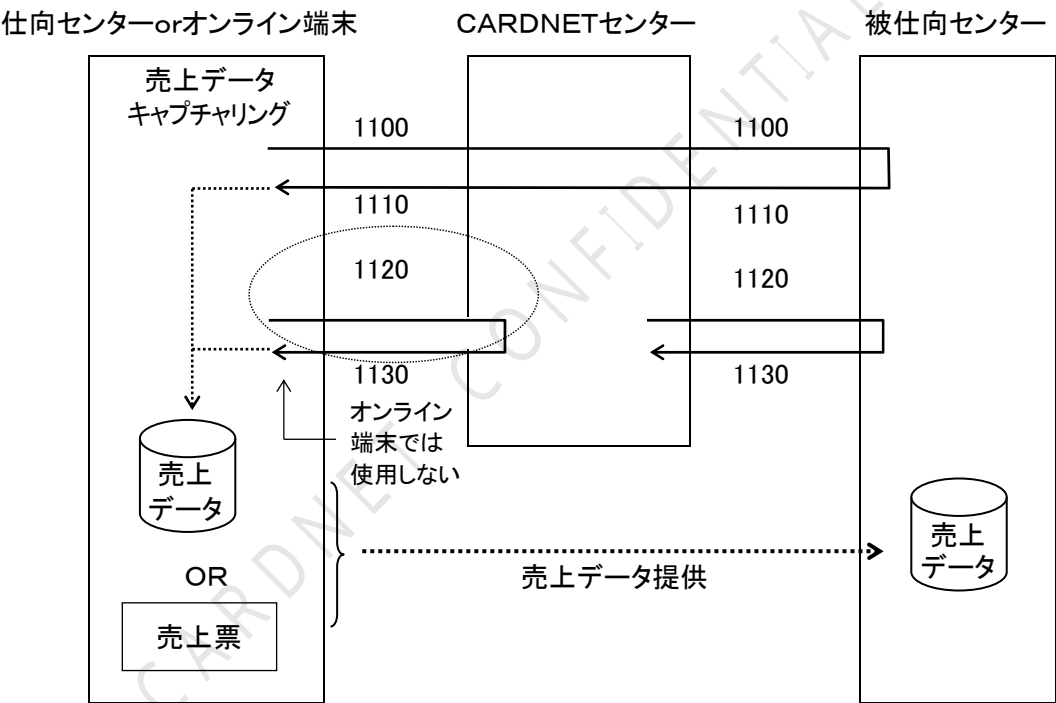 仕向センターorオンライン端末
CARDNETセンター
被仕向センター
売上データ
キャプチャリング
1100
1100
1110
1110
1120
1120
1130
1130
オンライン
端末では
使用しない
売上
データ
OR
売上票
売上データ提供
売上
データ
CARDNET CONFIDENTIAL